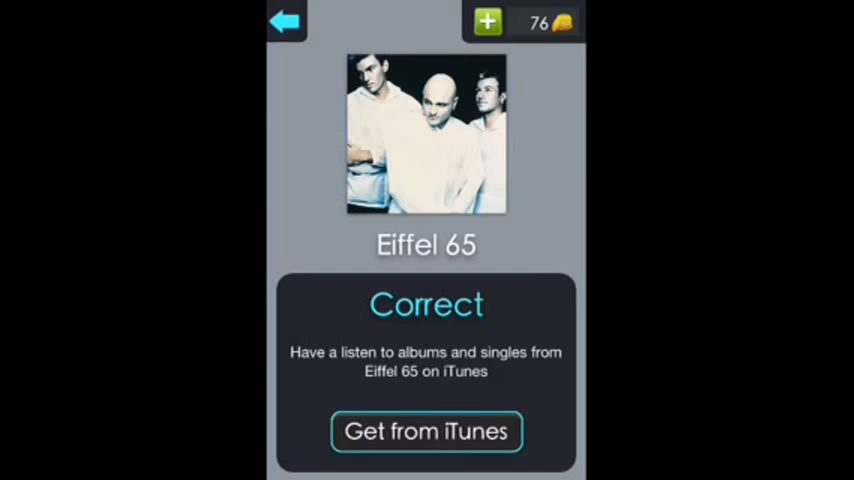 76
Eiffel 65
Correct
Have a listen to albums and singles from
Eiffel 65 on iTunes
Get from iTunes